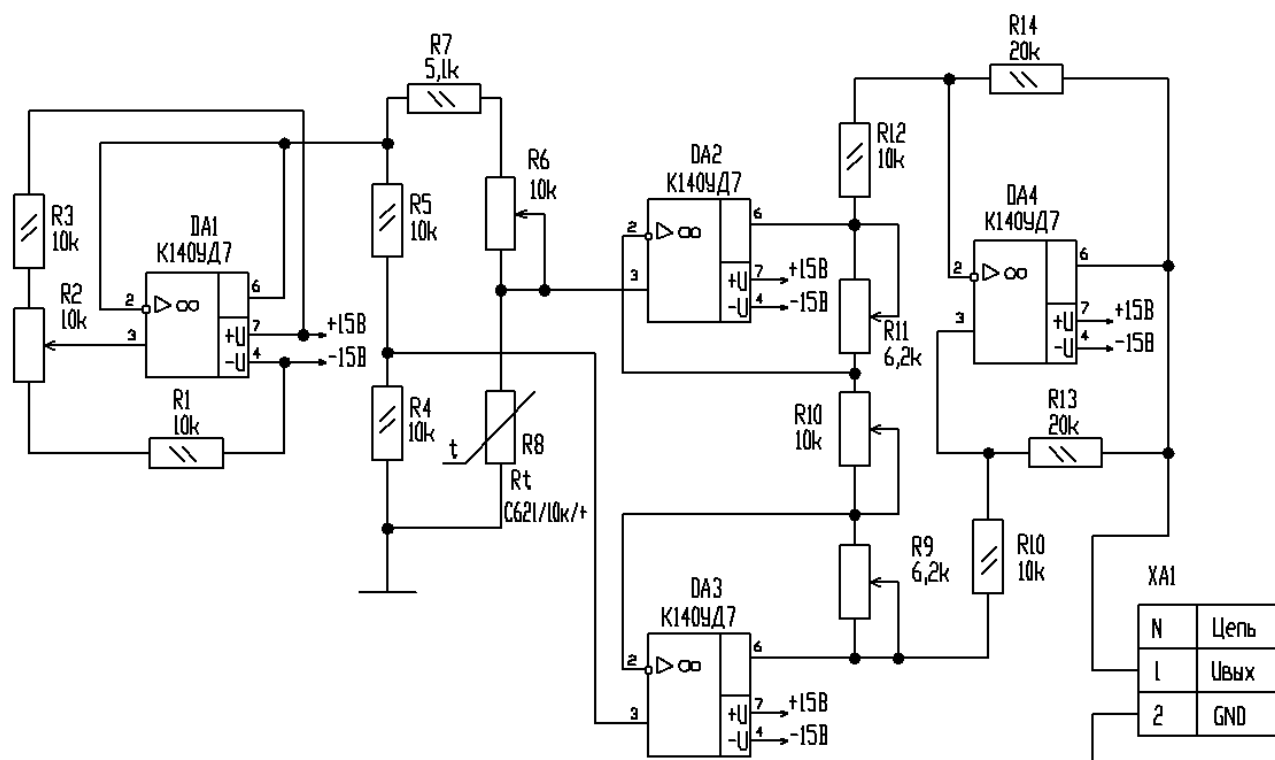 R14
20k
R7
5,1k
R12
10k
R6
10k
DA2
К140УД7
R3
10k
R5
10k
DA4
К140УД7
DA1
К140УД7
2
▷∞
6
+U
7
+15В
-U
4
-15В
3
R2
10k
2
▷∞
6
+U
7
+15В
-U
4
-15В
3
R11
6,2k
2
▷∞
6
+U
7
+15В
-U
4
-15В
3
R1
10k
R4
10k
t
R8
Rt
C621/10k/+
R10
10k
R13
20k
R9
6,2k
R10
10k
DA3
К140УД7
2
▷∞
6
+U
7
+15В
-U
4
-15В
3
XA1
N Цепь
1 Uвых
2 GND